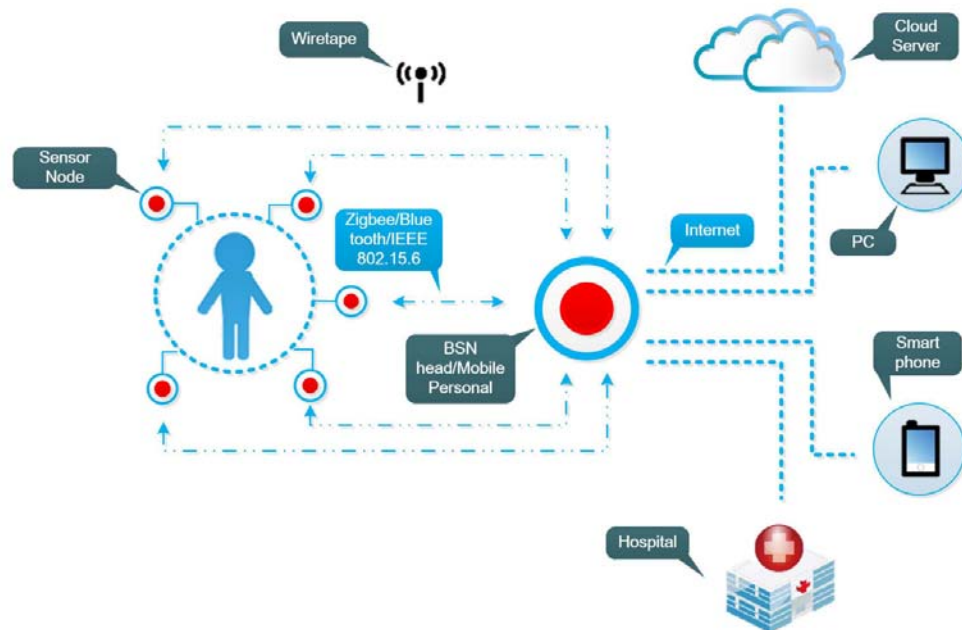 Wiretape
Cloud
Server
Sensor
Node
Zigbee/Blue
tooth/IEEE
802.15.6
Internet
PC
BSN
head/Mobile
Personal
Smart
phone
Hospital